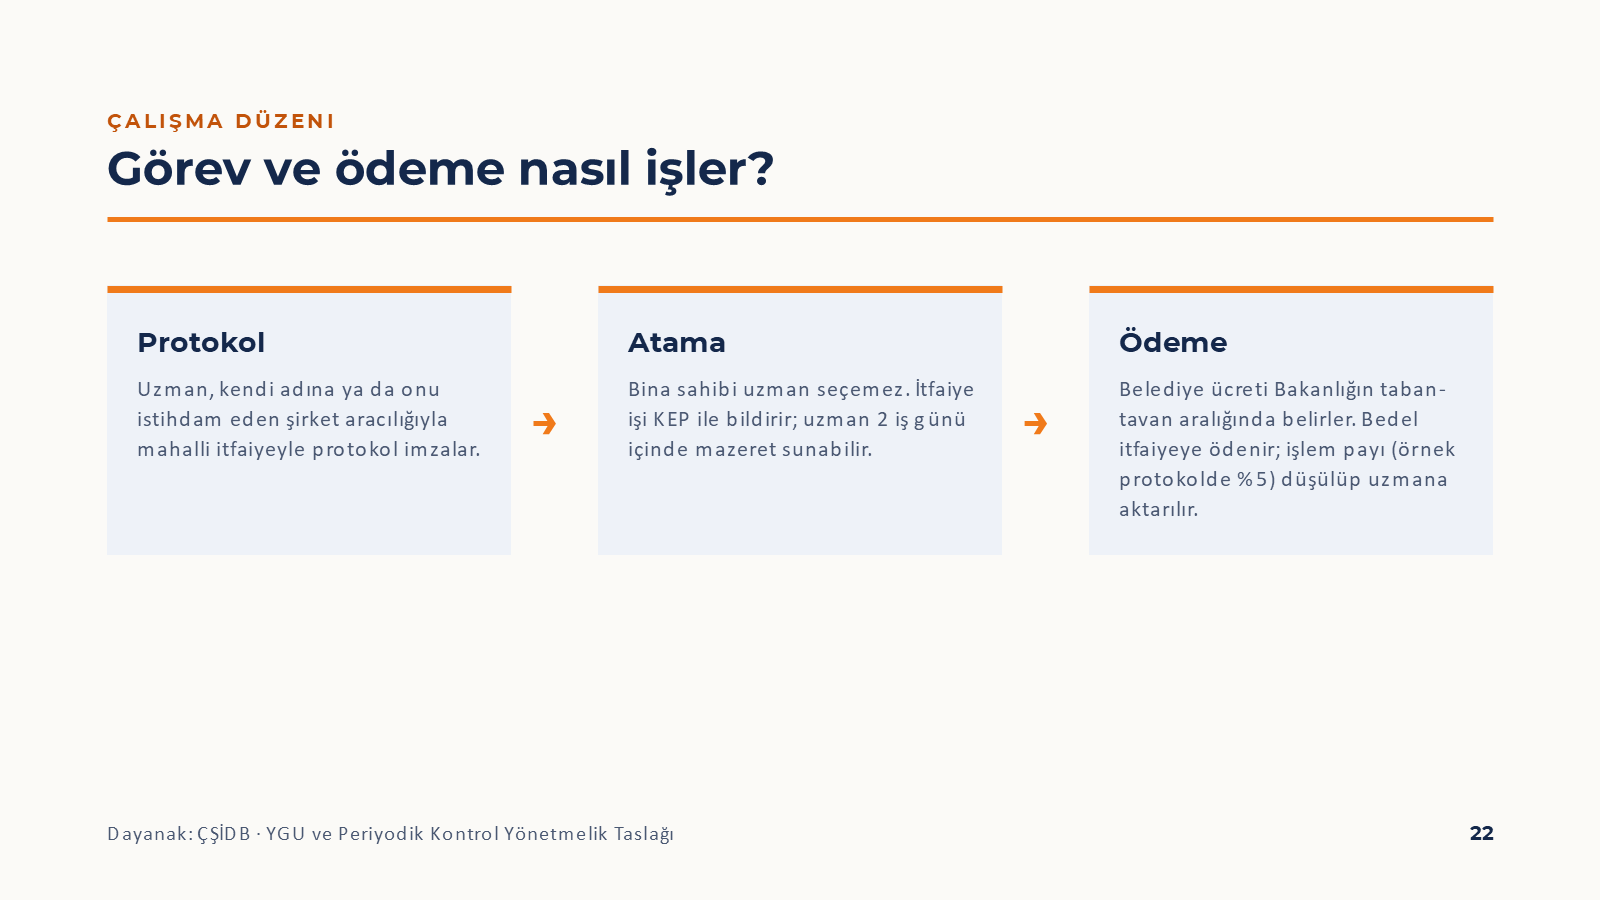 ÇALIŞMA DÜZENI
Görev ve ödeme nasıl işler?
Protokol
Uzman, kendi adına ya da onu
istihdam eden şirket aracılığıyla
mahalli itfaiyeyle protokol imzalar.
Atama
Bina sahibi uzman seçemez. İtfaiye
işi KEP ile bildirir; uzman 2 iş günü
içinde mazeret sunabilir.
Ödeme
Belediye ücreti Bakanlığın taban-
tavan aralığında belirler. Bedel
itfaiyeye ödenir; işlem payı (örnek
protokolde %5) düşülüp uzmana
aktarılır.
Dayanak: ÇŞİDB · YGU ve Periyodik Kontrol Yönetmelik Taslağı
22